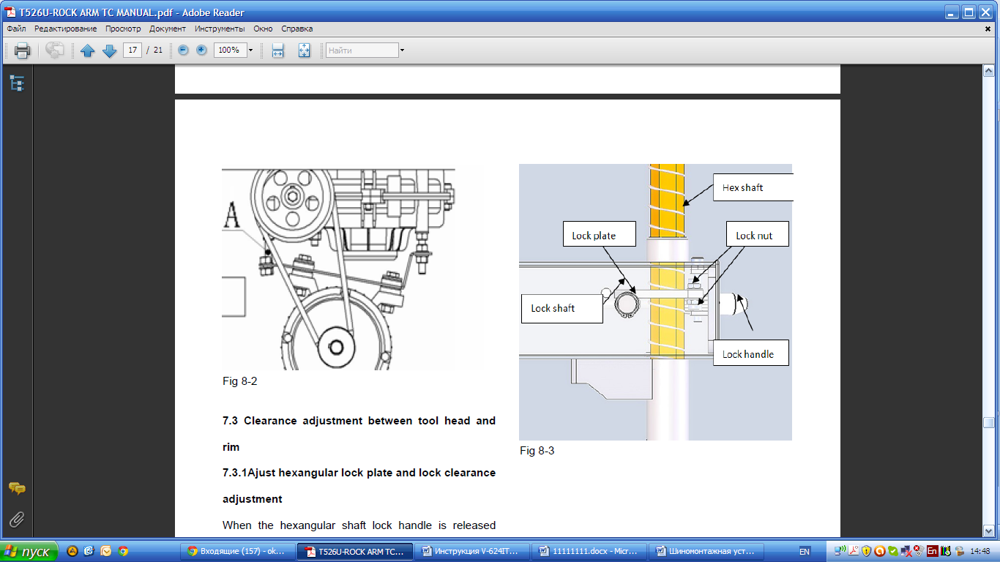 T526U-ROCK ARM TC MANUAL.pdf - Adobe Reader
Файл Редактирование Просмотр Документ Инструменты Окно Справка
17 / 21 100% Найти
A
Hex shaft
Lock plate
Lock nut
Lock shaft
Lock handle
Fig 8-2
Fig 8-3
7.3 Clearance adjustment between tool head and
rim
7.3.1Ajust hexangular lock plate and lock clearance
adjustment
When the hexangular shaft lock handle is released
пуск
Входящие (157) - ok...
T526U-ROCK ARM TC...
Инструкция V-624IT...
11111111.docx - Micr...
Шиномонтажная уст...
EN
En
14:48